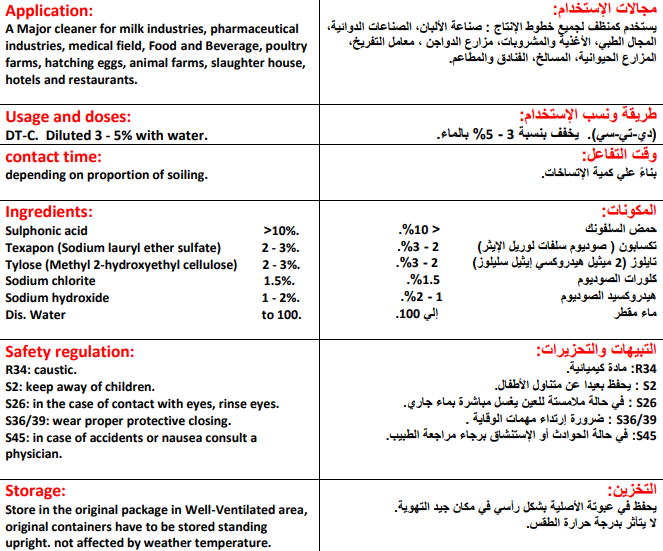 Application:
A Major cleaner for milk industries, pharmaceutical
industries, medical field, Food and Beverage, poultry
farms, hatching eggs, animal farms, slaughter house,
hotels and restaurants.
مجالات الإستخدام:
يستخدم كمنظف لجميع خطوط الإنتاج : صناعة الألبان، الصناعات الدوائية،
المجال الطبي، الأغذية والمشروبات، مزارع الدواجن ، معامل التفريخ،
المزارع الحيوانية، المسالخ، الفنادق والمطاعم.
Usage and doses:
DT-C. Diluted 3 - 5% with water.
طريقة ونسب الإستخدام:
(دي-تي-سي). يخفف بنسبة 3 - 5% بالماء.
contact time:
depending on proportion of soiling.
وقت التفاعل:
بناءً علي كمية الإتساخات.
Ingredients:
Sulphonic acid >10%.
Texapon (Sodium lauryl ether sulfate) 2 - 3%.
Tylose (Methyl 2-hydroxyethyl cellulose) 2 - 3%.
Sodium chlorite 1.5%.
Sodium hydroxide 1 - 2%.
Dis. Water to 100.
المكونات:
حمض السلفونك < 10%.
تكسابون ( صوديوم سلفات لوريل الإيثر) 2 - 3%.
تايلوز (2 ميثيل هيدروكسي إيثيل سليلوز) 2 - 3%.
كلورات الصوديوم 1.5%.
هيدروكسيد الصوديوم 1 - 2%.
ماء مقطر إلي 100.
Safety regulation:
R34: caustic.
S2: keep away of children.
S26: in the case of contact with eyes, rinse eyes.
S36/39: wear proper protective closing.
S45: in case of accidents or nausea consult a
physician.
التبيهات والتحزيرات:
R34: مادة كيميائية.
S2 : يحفظ بعيدا عن متناول الأطفال.
S26 : في حالة ملامستة للعين يغسل مباشرة بماء جاري.
S36/39 : ضرورة إرتداء مهمات الوقاية .
S45: في حالة الحوادث أو الإستنشاق برجاء مراجعة الطبيب.
Storage:
Store in the original package in Well-Ventilated area,
original containers have to be stored standing
upright. not affected by weather temperature.
التخزين:
يحفظ في عبوتة الأصلية بشكل رأسي في مكان جيد التهوية.
لا يتأثر بدرجة حرارة الطقس.